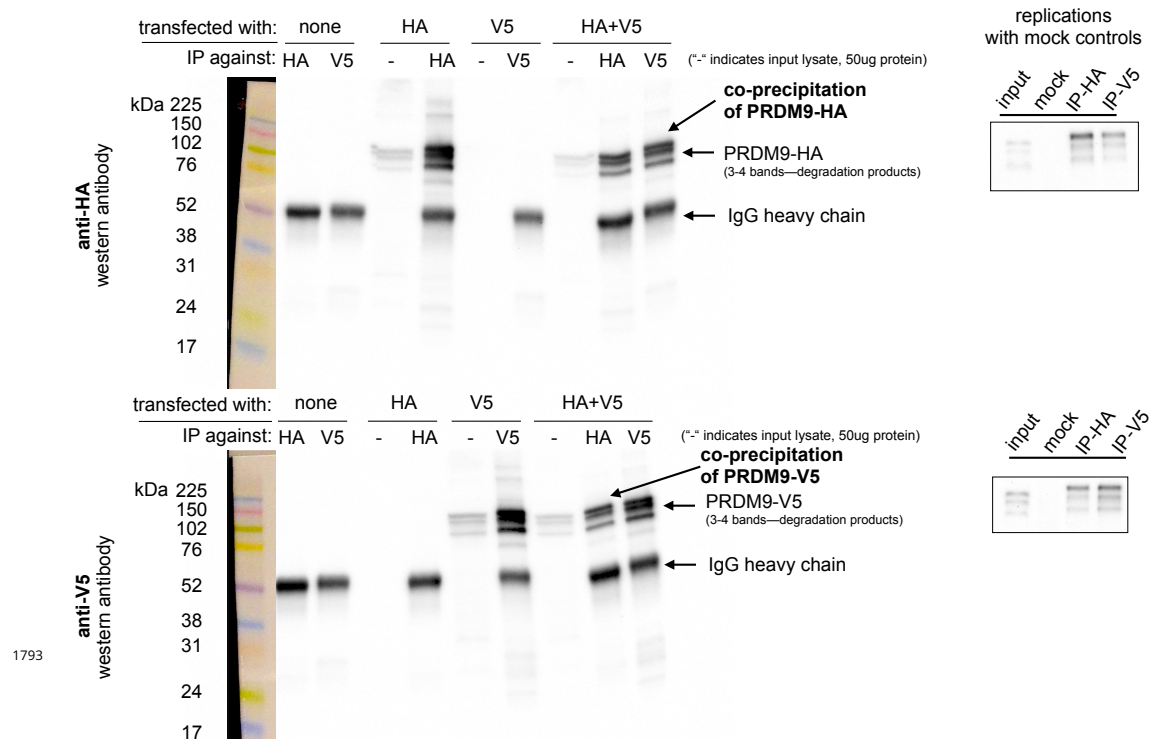 transfected with: none HA V5 HA+V5
IP against: HA V5 - HA - V5 - HA V5 ("-" indicates input lysate, 50ug protein)
kDa 225
150
102
76
52
38
31
24
17
anti-HA
western antibody
co-precipitation
of PRDM9-HA
PRDM9-HA
(3-4 bands—degradation products)
IgG heavy chain
replications
with mock controls
input mock IP-HA IP-V5
transfected with: none HA V5 HA+V5
IP against: HA V5 - HA - V5 - HA V5 ("-" indicates input lysate, 50ug protein)
kDa 225
150
102
76
52
38
31
24
17
anti-V5
western antibody
co-precipitation
of PRDM9-V5
PRDM9-V5
(3-4 bands—degradation products)
IgG heavy chain
input mock IP-HA IP-V5
1793